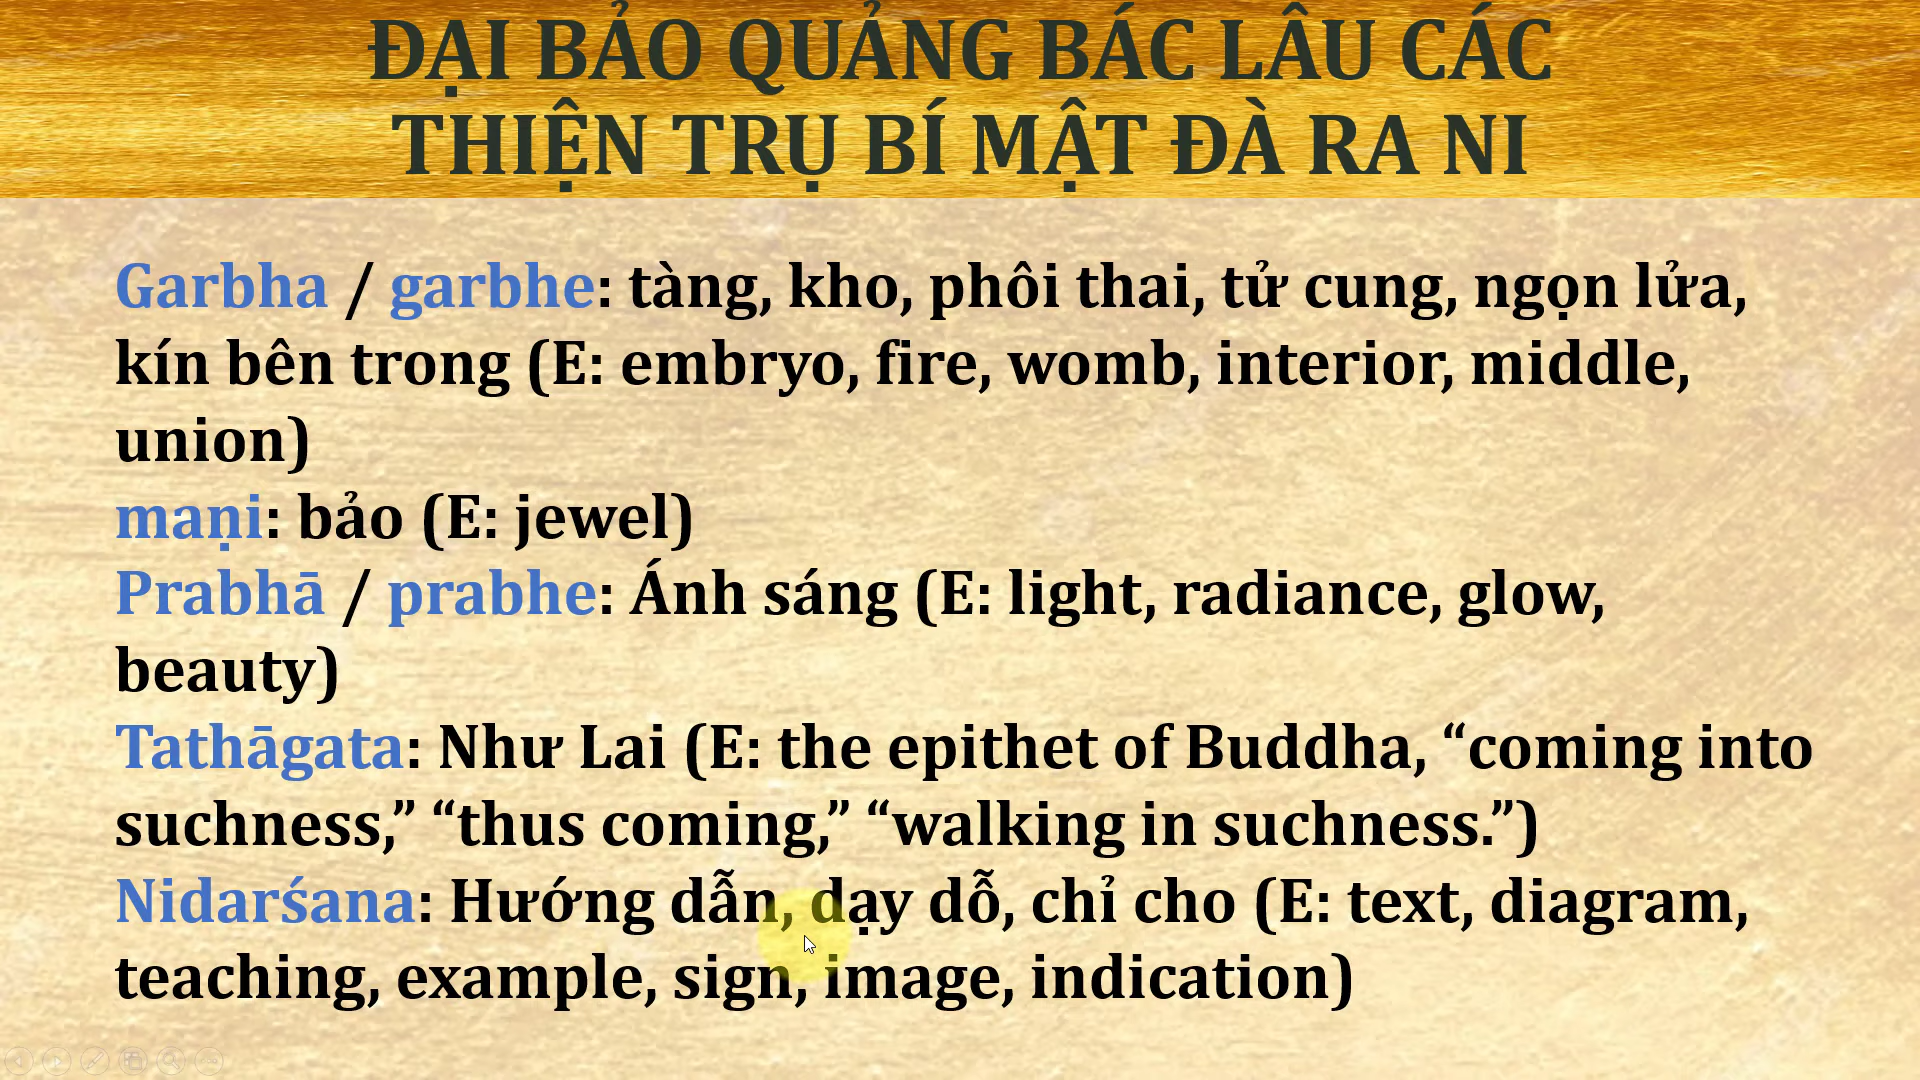 ĐẠI BẢO QUẢNG BÁC LÂU CÁC
THIỆN TRỤ BÍ MẬT ĐÀ RA NI
Garbha / garbhe: tàng, kho, phôi thai, tử cung, ngọn lửa,
kín bên trong (E: embryo, fire, womb, interior, middle,
union)
maṇi: bảo (E: jewel)
Prabhā / prabhe: Ánh sáng (E: light, radiance, glow,
beauty)
Tathāgata: Như Lai (E: the epithet of Buddha, “coming into
suchness,” “thus coming,” “walking in suchness.”)
Nidarśana: Hướng dẫn, dạy dỗ, chỉ cho (E: text, diagram,
teaching, example, sign, image, indication)